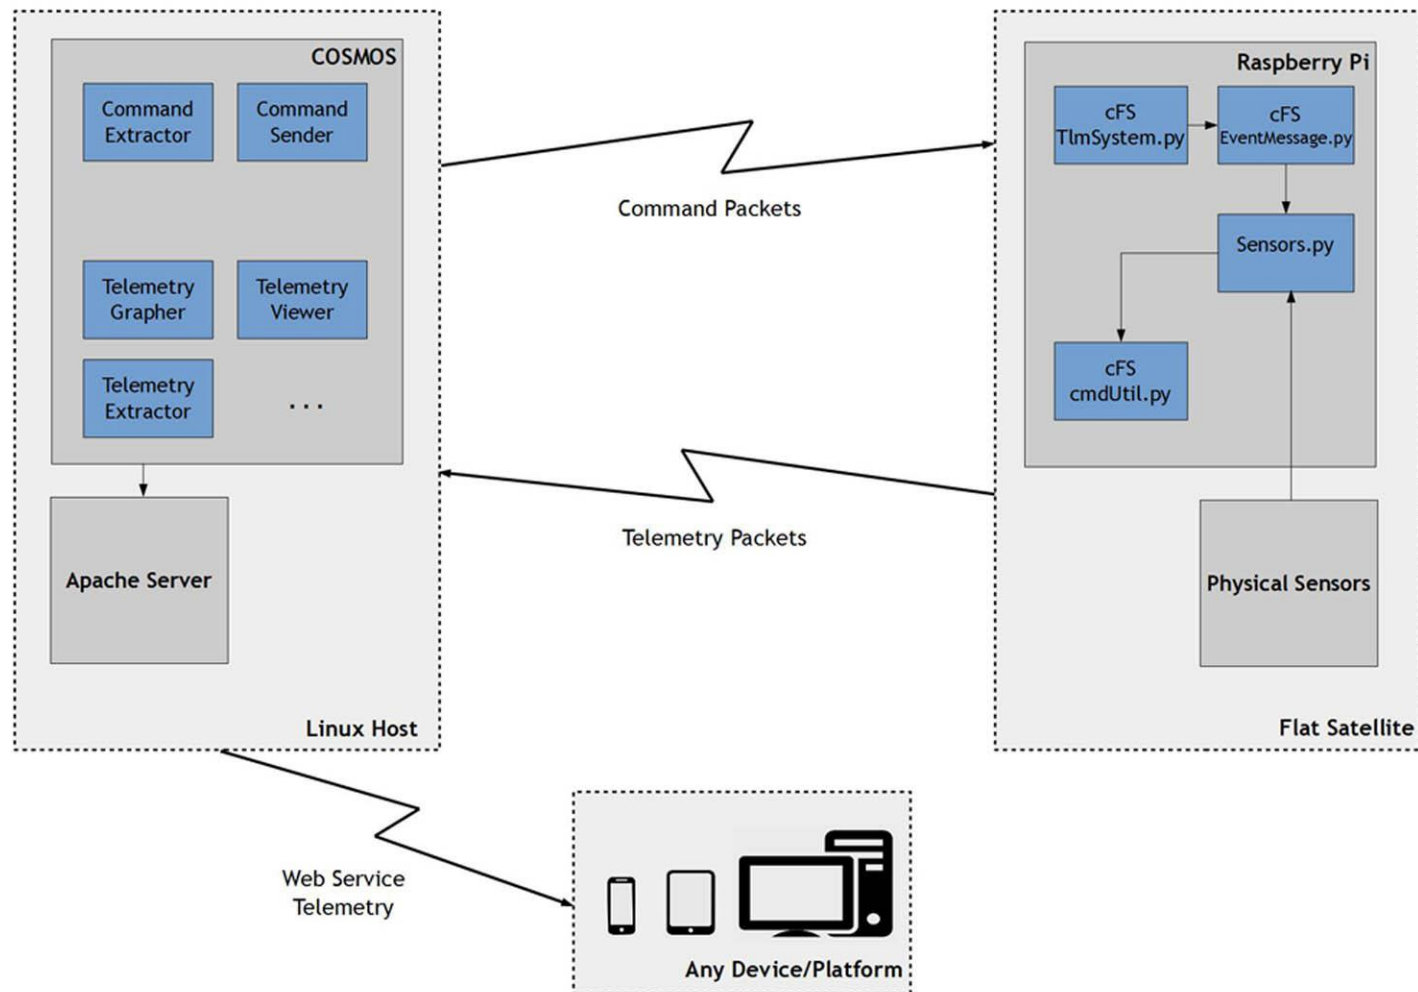 COSMOS
Command
Extractor
Command
Sender
Telemetry
Grapher
Telemetry
Viewer
Telemetry
Extractor
...
Apache Server
Linux Host
Command Packets
Telemetry Packets
Raspberry Pi
cFS
TlmSystem.py
cFS
EventMessage.py
Sensors.py
cFS
cmdUtil.py
Physical Sensors
Flat Satellite
Web Service
Telemetry
Any Device/Platform